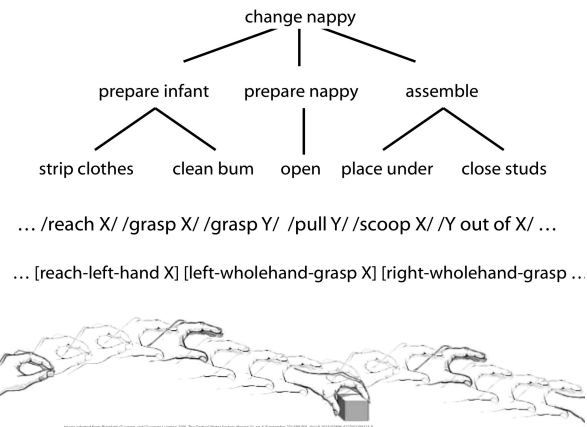 change nappy
prepare infant prepare nappy assemble
strip clothes clean bum open place under close studs
… /reach X/ /grasp X/ /grasp Y/ /pull Y/ /scoop X/ /Y out of X/ …
… [reach-left-hand X] [left-wholehand-grasp X] [right-wholehand-grasp …